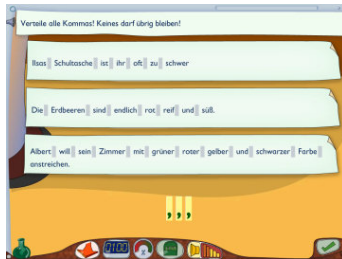 Verteile alle Kommas! Keines darf übrig bleiben!
Ilsas Schultasche ist ihr oft zu schwer
Die Erdbeeren sind endlich rot reif und süß.
Albert will sein Zimmer mit grüner roter gelber und schwarzer Farbe
anstreichen.
, , ,